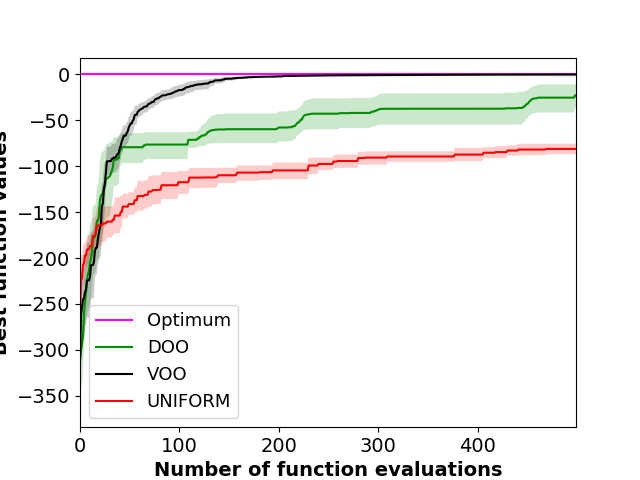 0
−50
−100
−150
−200
−250
−300
−350
Best function values
Optimum
DOO
VOO
UNIFORM
0
100
200
300
400
Number of function evaluations